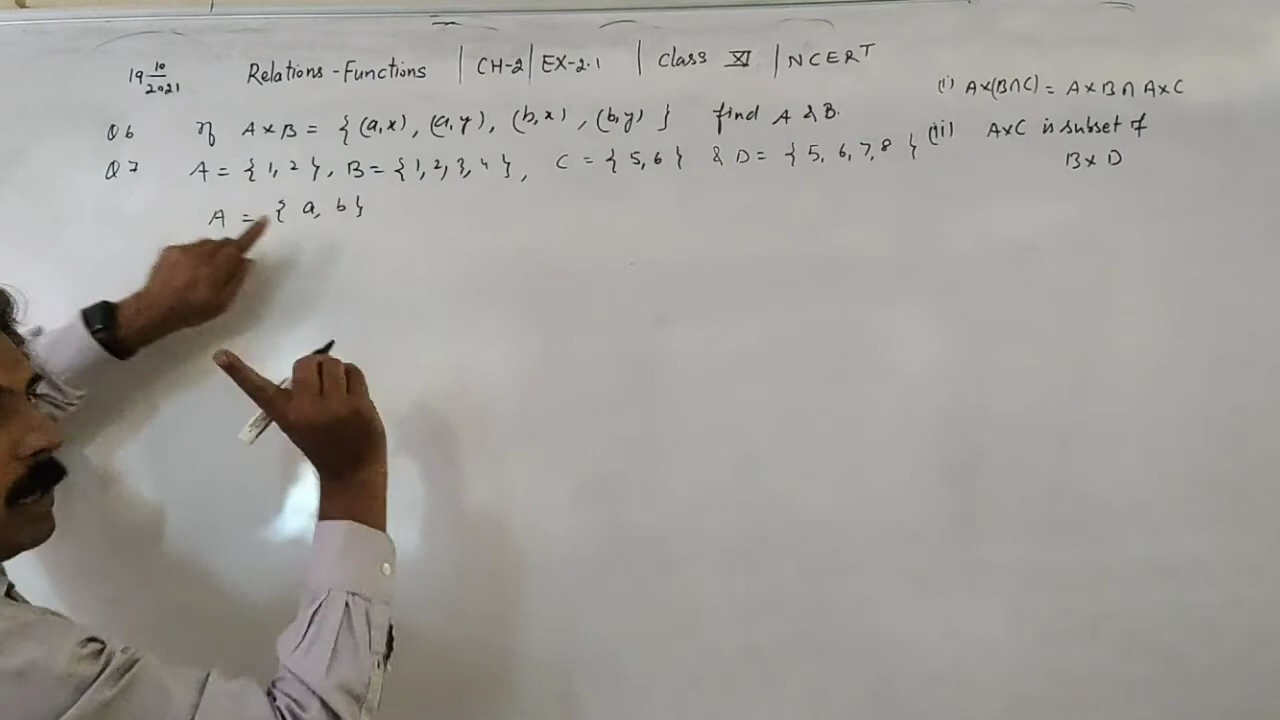 19 10/2021 Relations-Functions | CH-2 | EX-2.1 | Class XI | NCERT
Q6 If A×B = {(a,x), (a,y), (b,x), (b,y)} find A & B.
Q7 A = {1,2}, B = {1,2,3,4}, C = {5,6} & D = {5,6,7,8}
(i) A×(B∩C) = A×B∩A×C
(ii) A×C is subset of
B×D
A = {a, b}